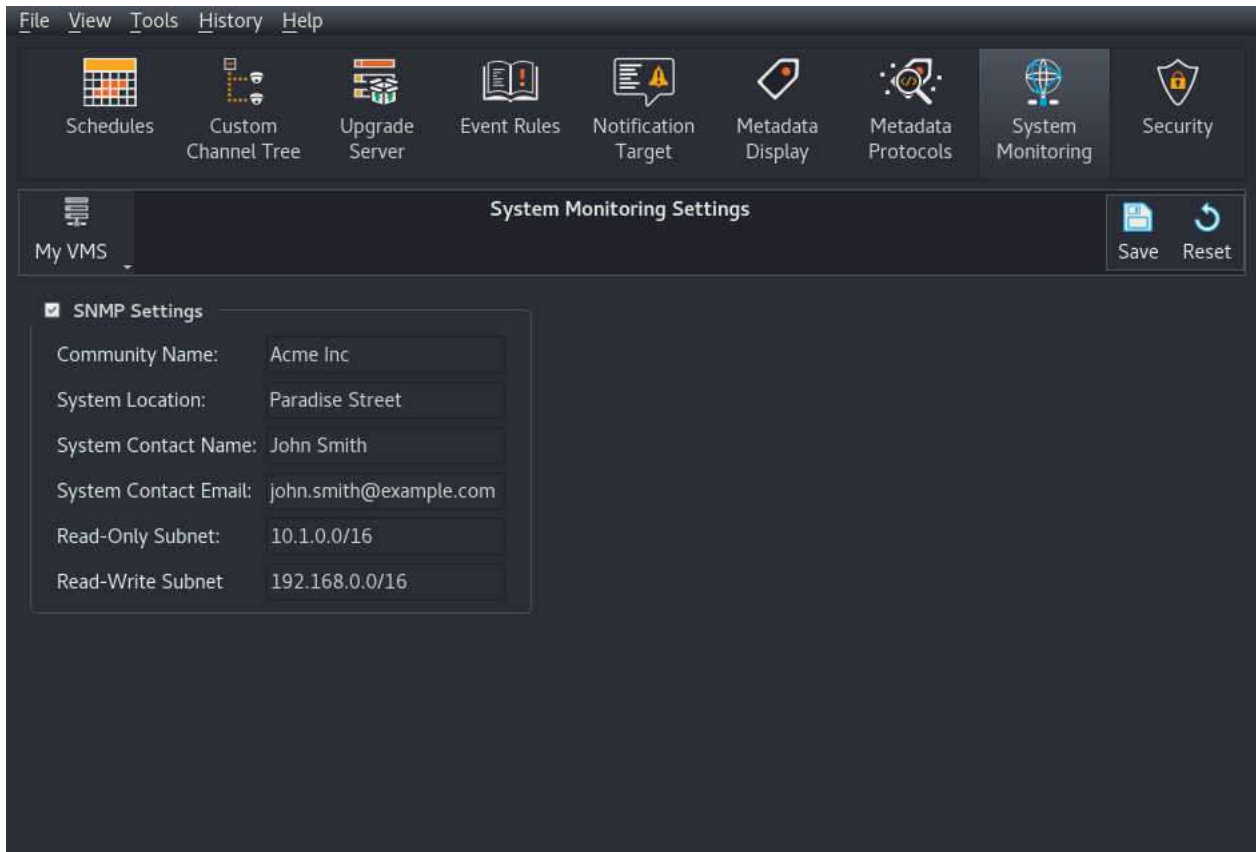 File View Tools History Help
Schedules
Custom
Channel Tree
Upgrade
Server
Event Rules
Notification
Target
Metadata
Display
Metadata
Protocols
System
Monitoring
Security
My VMS
System Monitoring Settings
Save
Reset
SNMP Settings
Community Name: Acme Inc
System Location: Paradise Street
System Contact Name: John Smith
System Contact Email: john.smith@example.com
Read-Only Subnet: 10.1.0.0/16
Read-Write Subnet 192.168.0.0/16